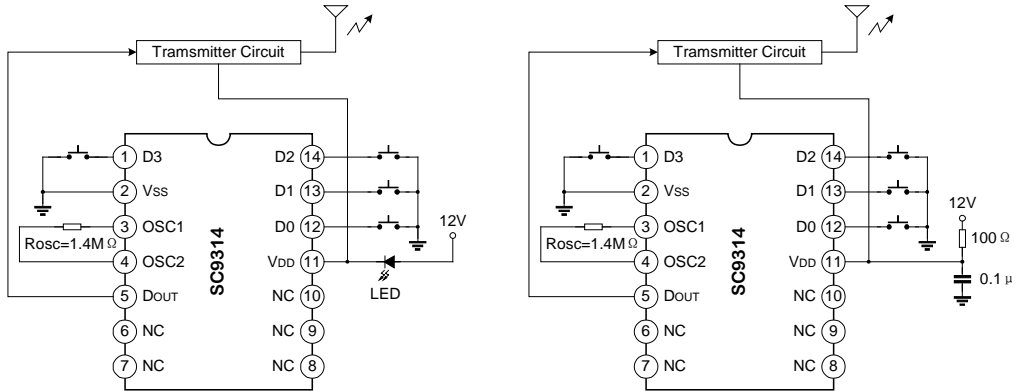 Tramsmitter Circuit
1 D3
2 VSS
3 OSC1
Rosc=1.4MΩ
4 OSC2
5 DOUT
6 NC
7 NC
SC9314
D2 14
D1 13
D0 12
VDD 11
NC 10
NC 9
NC 8
12V
LED
Tramsmitter Circuit
1 D3
2 VSS
3 OSC1
Rosc=1.4MΩ
4 OSC2
5 DOUT
6 NC
7 NC
SC9314
D2 14
D1 13
D0 12
VDD 11
NC 10
NC 9
NC 8
12V
100Ω
0.1μ